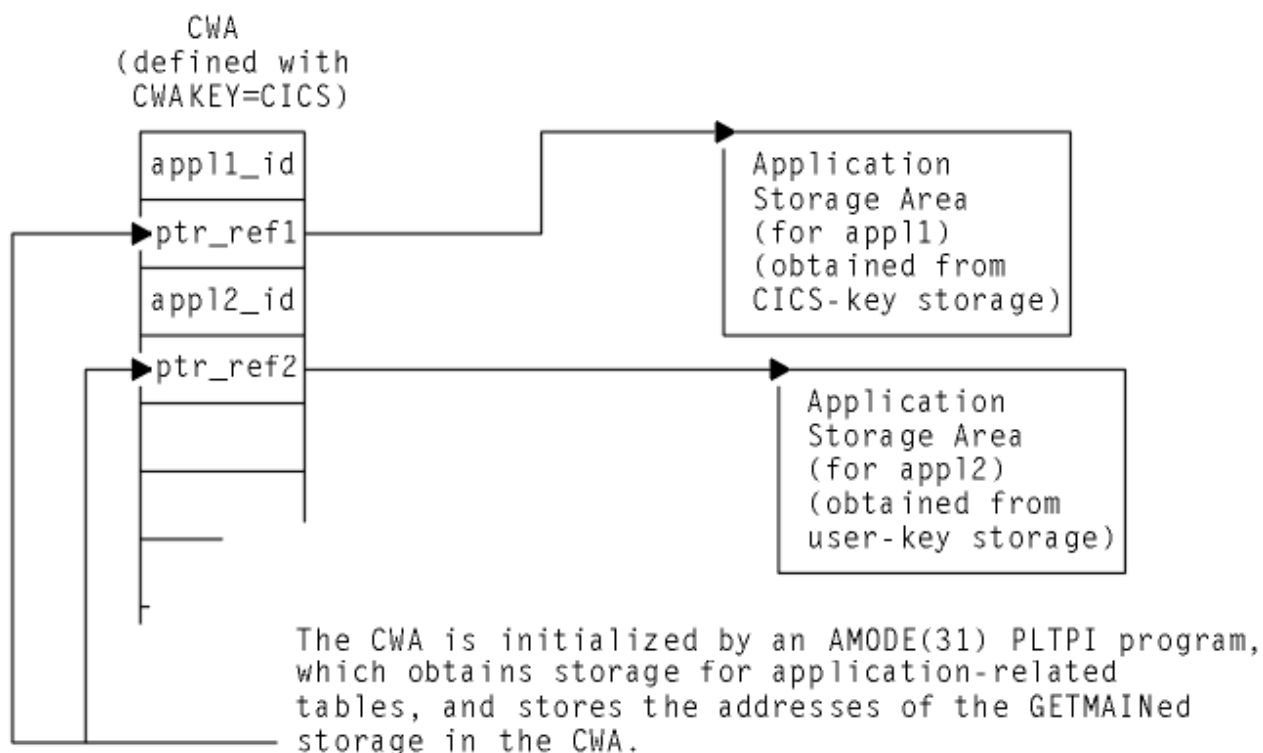 CWA
(defined with
CWAKEY=CICS)
appl1_id
ptr_ref1
appl2_id
ptr_ref2
Application
Storage Area
(for appl1)
(obtained from
CICS-key storage)
Application
Storage Area
(for appl2)
(obtained from
user-key storage)
The CWA is initialized by an AMODE(31) PLTPI program,
which obtains storage for application-related
tables, and stores the addresses of the GETMAINed
storage in the CWA.